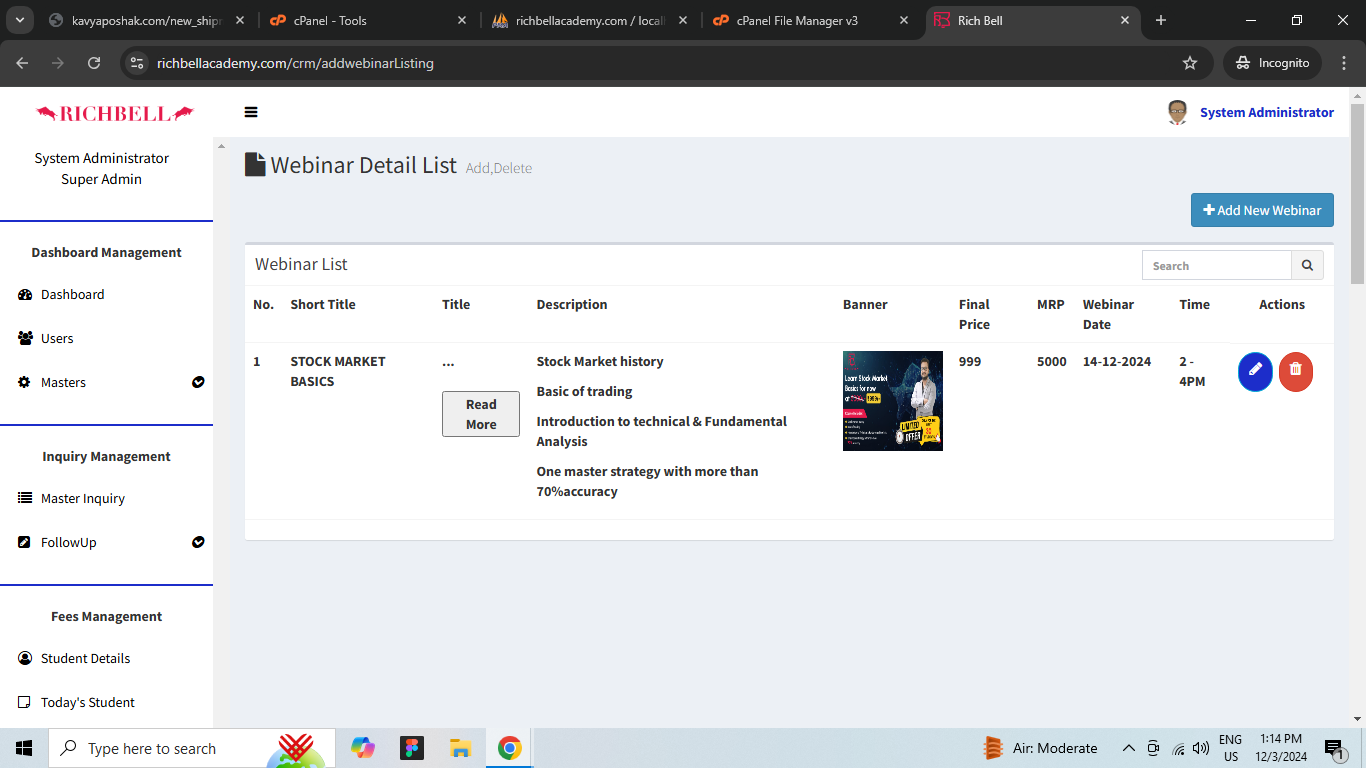 kavyaposhak.com/new_shipr
cPanel - Tools
richbellacademy.com / locall
cPanel File Manager v3
Rich Bell
richbellacademy.com/crm/addwebinarListing
Incognito
RICHBELL
System Administrator
System Administrator
Super Admin
Dashboard Management
Dashboard
Users
Masters
Inquiry Management
Master Inquiry
FollowUp
Fees Management
Student Details
Today's Student
Webinar Detail List Add,Delete
Add New Webinar
Webinar List
Search
No. Short Title Title Description Banner Final Price MRP Webinar Date Time Actions
1 STOCK MARKET BASICS ... Stock Market history 999 5000 14-12-2024 2 - 4PM
Read More
Basic of trading
Introduction to technical & Fundamental
Analysis
One master strategy with more than
70%accuracy
Learn Stock Market
Basics for now
LIMITED
OFFER
Type here to search
Air: Moderate
ENG
US
1:14 PM
12/3/2024
1